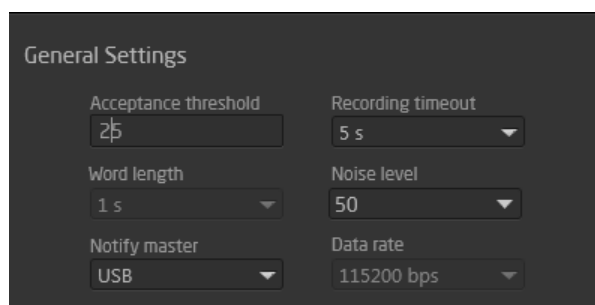 General Settings
Acceptance threshold
25
Recording timeout
5 s
Word length
1 s
Noise level
50
Notify master
USB
Data rate
115200 bps